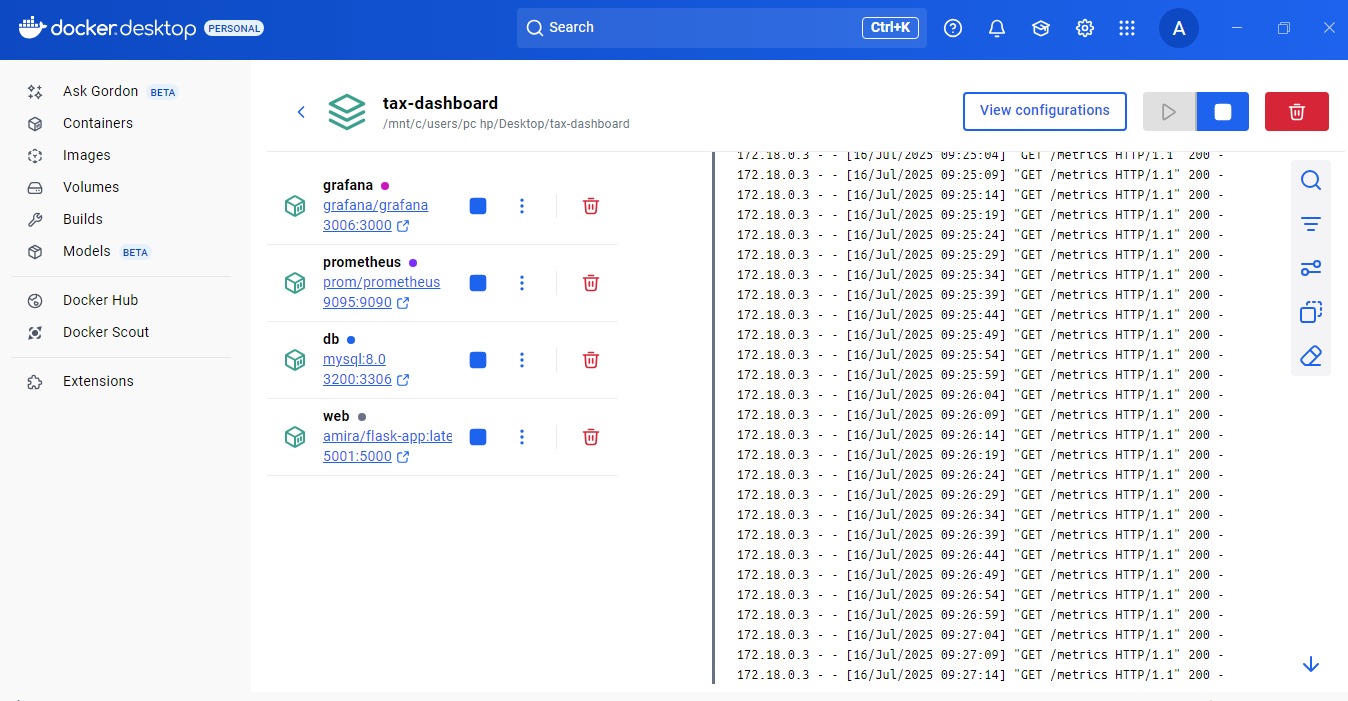 docker.desktop PERSONAL
Search
Ctrl+K
A
Ask Gordon BETA
Containers
Images
Volumes
Builds
Models BETA
Docker Hub
Docker Scout
Extensions
tax-dashboard
/mnt/c/users/pc hp/Desktop/tax-dashboard
View configurations
grafana
grafana/grafana
3006:3000
prometheus
prom/prometheus
9095:9090
db
mysql:8.0
3200:3306
web
amira/flask-app:late
5001:5000
172.18.0.3 - - [16/Jul/2025 09:25:04] "GET /metrics HTTP/1.1" 200 -
172.18.0.3 - - [16/Jul/2025 09:25:09] "GET /metrics HTTP/1.1" 200 -
172.18.0.3 - - [16/Jul/2025 09:25:14] "GET /metrics HTTP/1.1" 200 -
172.18.0.3 - - [16/Jul/2025 09:25:19] "GET /metrics HTTP/1.1" 200 -
172.18.0.3 - - [16/Jul/2025 09:25:24] "GET /metrics HTTP/1.1" 200 -
172.18.0.3 - - [16/Jul/2025 09:25:29] "GET /metrics HTTP/1.1" 200 -
172.18.0.3 - - [16/Jul/2025 09:25:34] "GET /metrics HTTP/1.1" 200 -
172.18.0.3 - - [16/Jul/2025 09:25:39] "GET /metrics HTTP/1.1" 200 -
172.18.0.3 - - [16/Jul/2025 09:25:44] "GET /metrics HTTP/1.1" 200 -
172.18.0.3 - - [16/Jul/2025 09:25:49] "GET /metrics HTTP/1.1" 200 -
172.18.0.3 - - [16/Jul/2025 09:25:54] "GET /metrics HTTP/1.1" 200 -
172.18.0.3 - - [16/Jul/2025 09:25:59] "GET /metrics HTTP/1.1" 200 -
172.18.0.3 - - [16/Jul/2025 09:26:04] "GET /metrics HTTP/1.1" 200 -
172.18.0.3 - - [16/Jul/2025 09:26:09] "GET /metrics HTTP/1.1" 200 -
172.18.0.3 - - [16/Jul/2025 09:26:14] "GET /metrics HTTP/1.1" 200 -
172.18.0.3 - - [16/Jul/2025 09:26:19] "GET /metrics HTTP/1.1" 200 -
172.18.0.3 - - [16/Jul/2025 09:26:24] "GET /metrics HTTP/1.1" 200 -
172.18.0.3 - - [16/Jul/2025 09:26:29] "GET /metrics HTTP/1.1" 200 -
172.18.0.3 - - [16/Jul/2025 09:26:34] "GET /metrics HTTP/1.1" 200 -
172.18.0.3 - - [16/Jul/2025 09:26:39] "GET /metrics HTTP/1.1" 200 -
172.18.0.3 - - [16/Jul/2025 09:26:44] "GET /metrics HTTP/1.1" 200 -
172.18.0.3 - - [16/Jul/2025 09:26:49] "GET /metrics HTTP/1.1" 200 -
172.18.0.3 - - [16/Jul/2025 09:26:54] "GET /metrics HTTP/1.1" 200 -
172.18.0.3 - - [16/Jul/2025 09:26:59] "GET /metrics HTTP/1.1" 200 -
172.18.0.3 - - [16/Jul/2025 09:27:04] "GET /metrics HTTP/1.1" 200 -
172.18.0.3 - - [16/Jul/2025 09:27:09] "GET /metrics HTTP/1.1" 200 -
172.18.0.3 - - [16/Jul/2025 09:27:14] "GET /metrics HTTP/1.1" 200 -